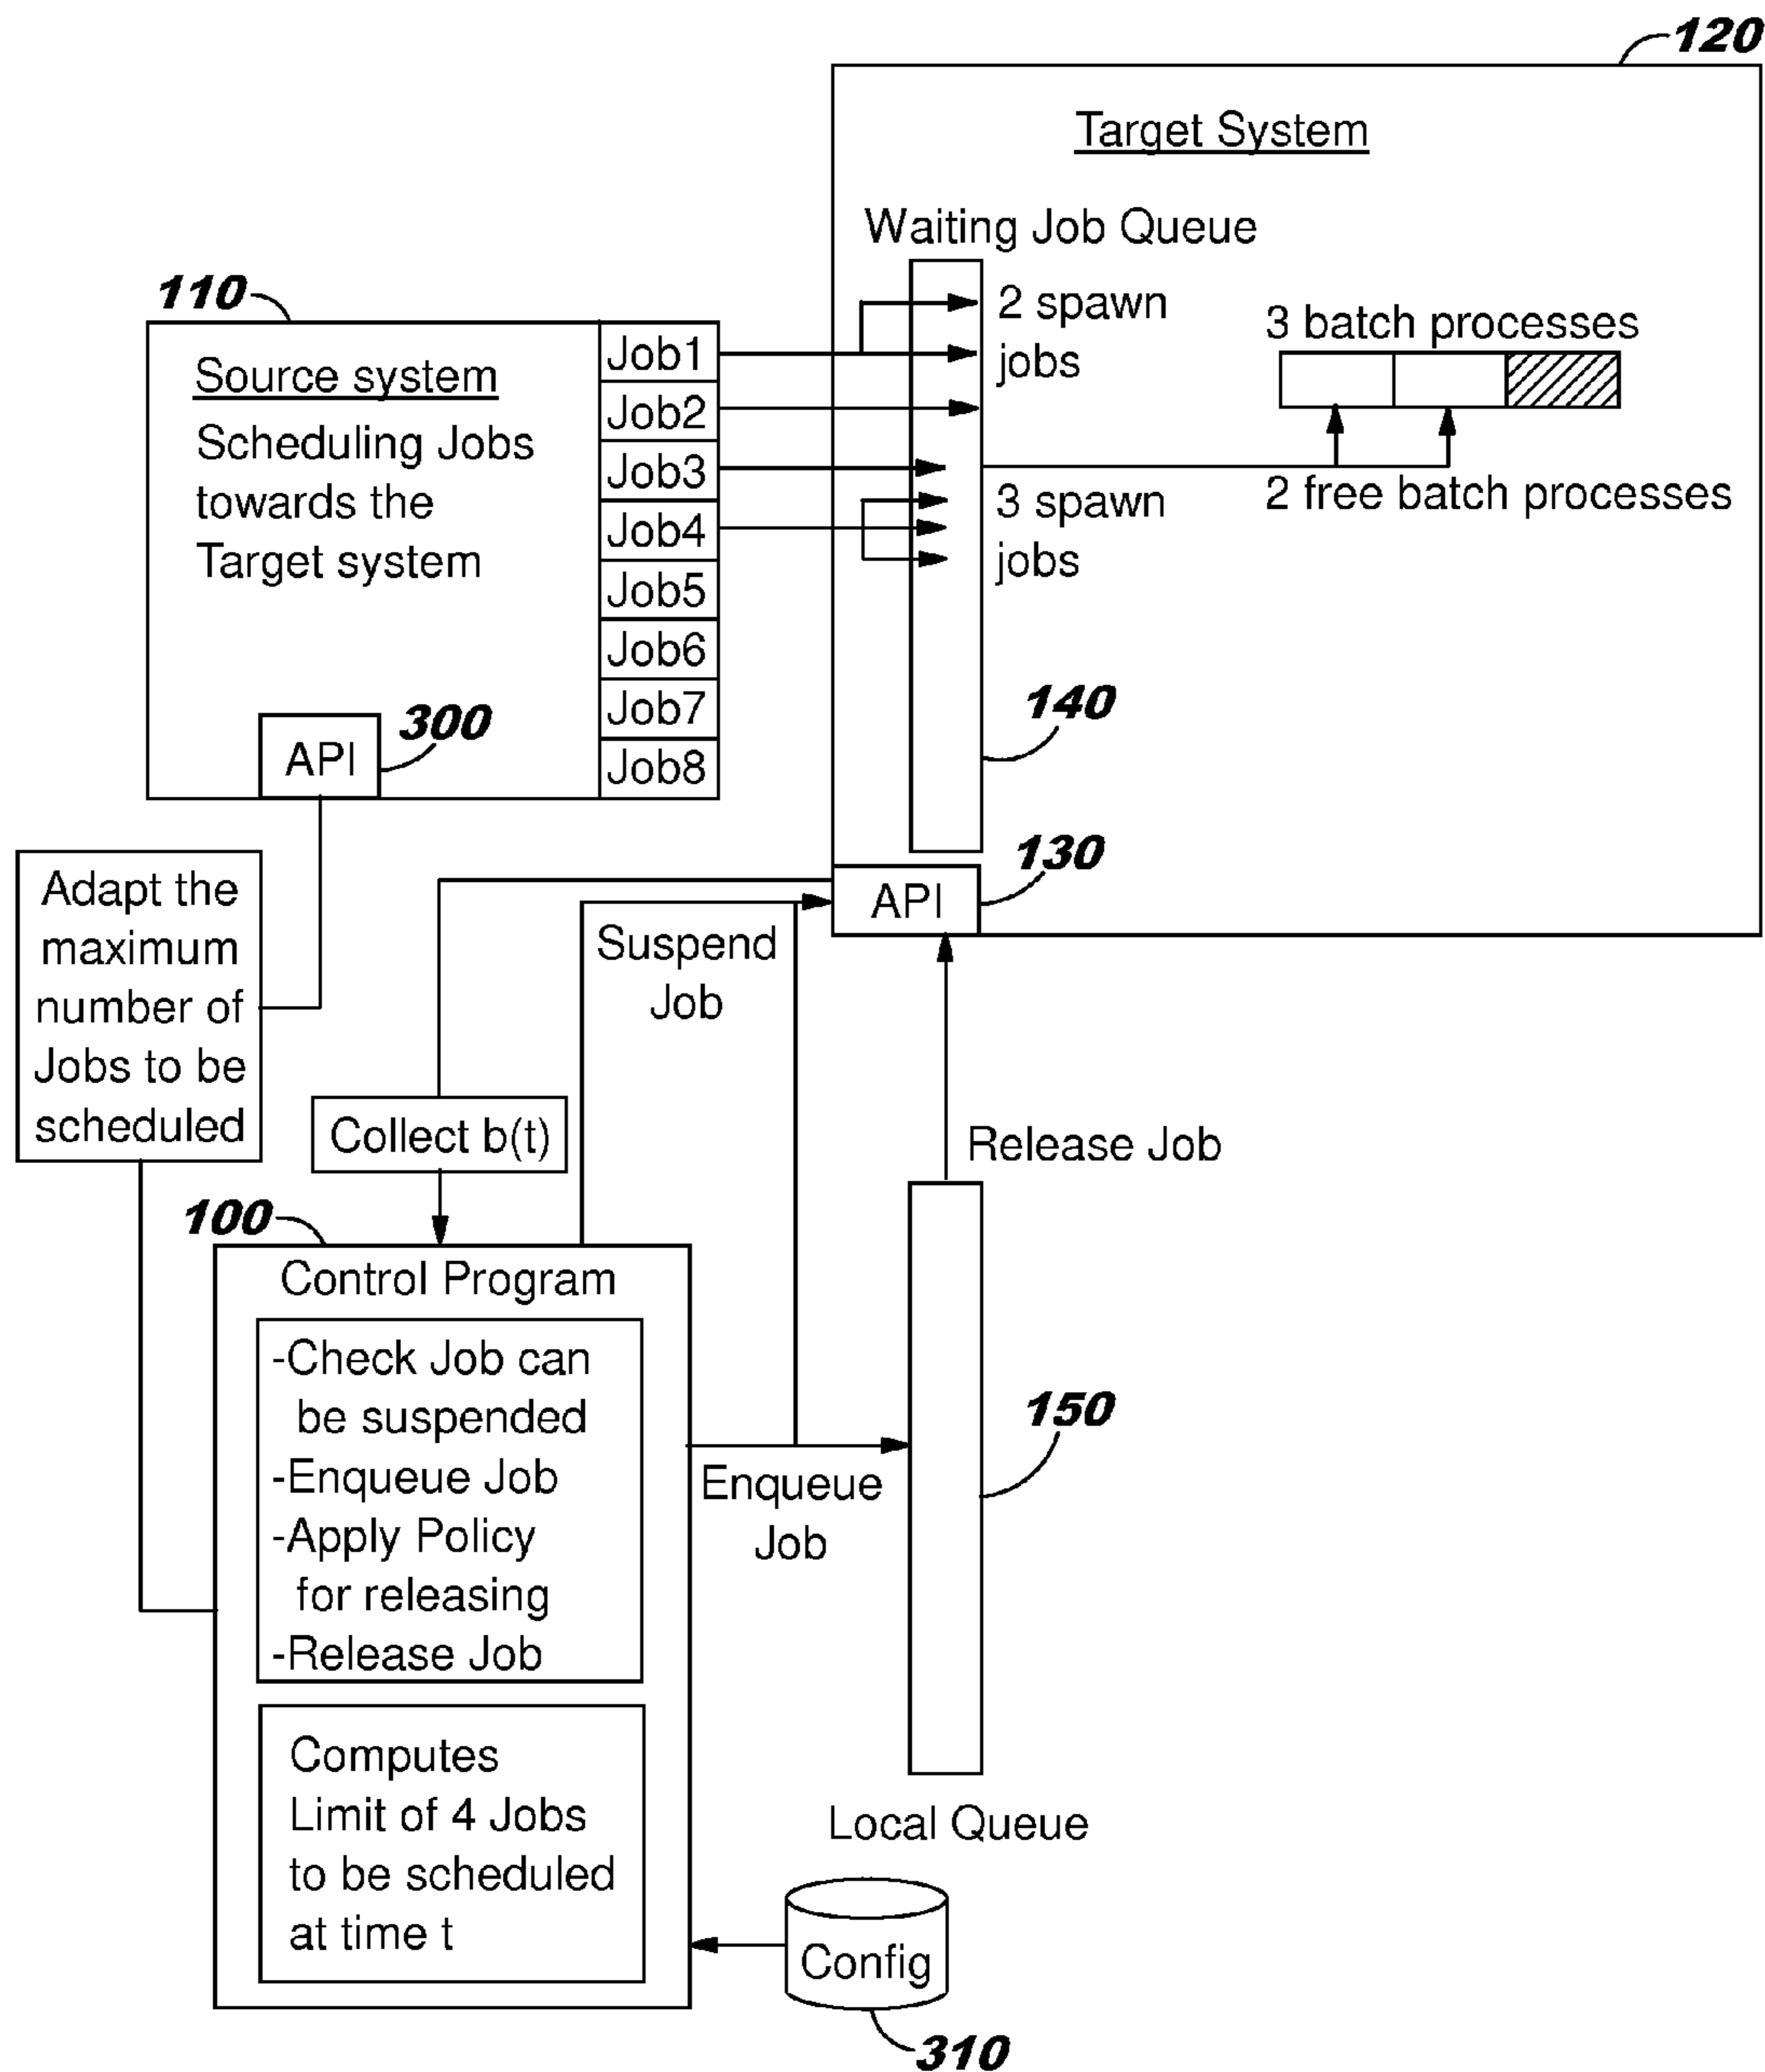 120
Target System
Waiting Job Queue
2 spawn
jobs
3 batch processes
2 free batch processes
3 spawn
jobs
140
130
API
110
Source system
Scheduling Jobs
towards the
Target system
Job1
Job2
Job3
Job4
Job5
Job6
Job7
Job8
API
300
Adapt the
maximum
number of
Jobs to be
scheduled
Suspend
Job
Collect b(t)
Release Job
100
Control Program
-Check Job can
be suspended
-Enqueue Job
-Apply Policy
for releasing
-Release Job
Enqueue
Job
150
Computes
Limit of 4 Jobs
to be scheduled
at time t
Local Queue
Config
310